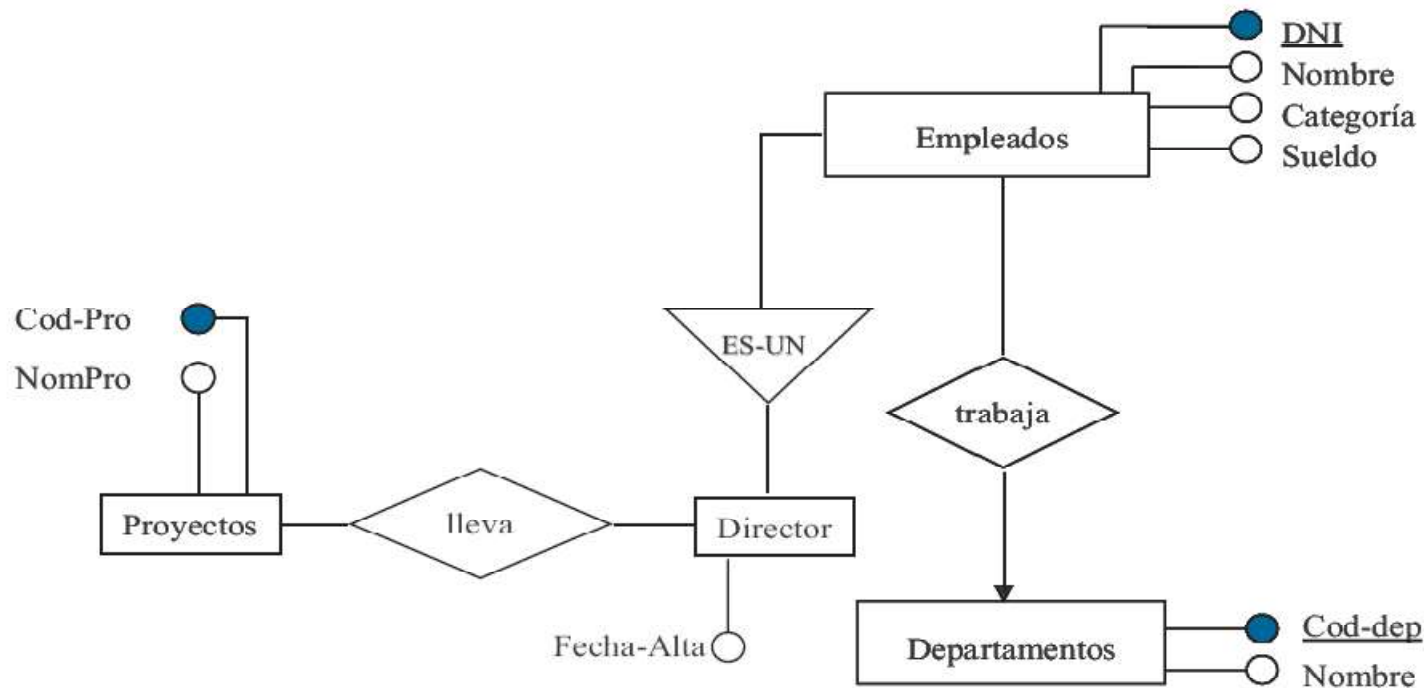 DNI
Nombre
Categoría
Sueldo
Empleados
Cod-Pro
NomPro
ES-UN
trabaja
Proyectos
lleva
Director
Fecha-Alta
Departamentos
Cod-dep
Nombre